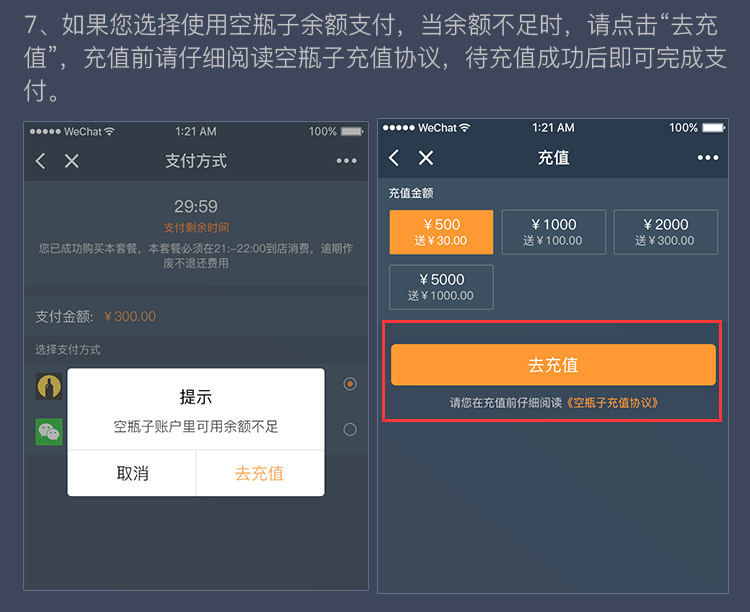 7、如果您选择使用空瓶子余额支付，当余额不足时，请点击“去充
值”，充值前请仔细阅读空瓶子充值协议，待充值成功后即可完成支
付。
WeChat 1:21 AM 100%
支付方式
29:59
支付剩余时间
您已成功购买本套餐，本套餐必须在21:–22:00到店消费，逾期作
废不退还费用
支付金额: ￥300.00
选择支付方式
提示
空瓶子账户里可用余额不足
取消 去充值
WeChat 1:21 AM 100%
充值
充值金额
￥500 ￥1000 ￥2000
送￥30.00 送￥100.00 送￥300.00
￥5000
送￥1000.00
去充值
请您在充值前仔细阅读《空瓶子充值协议》